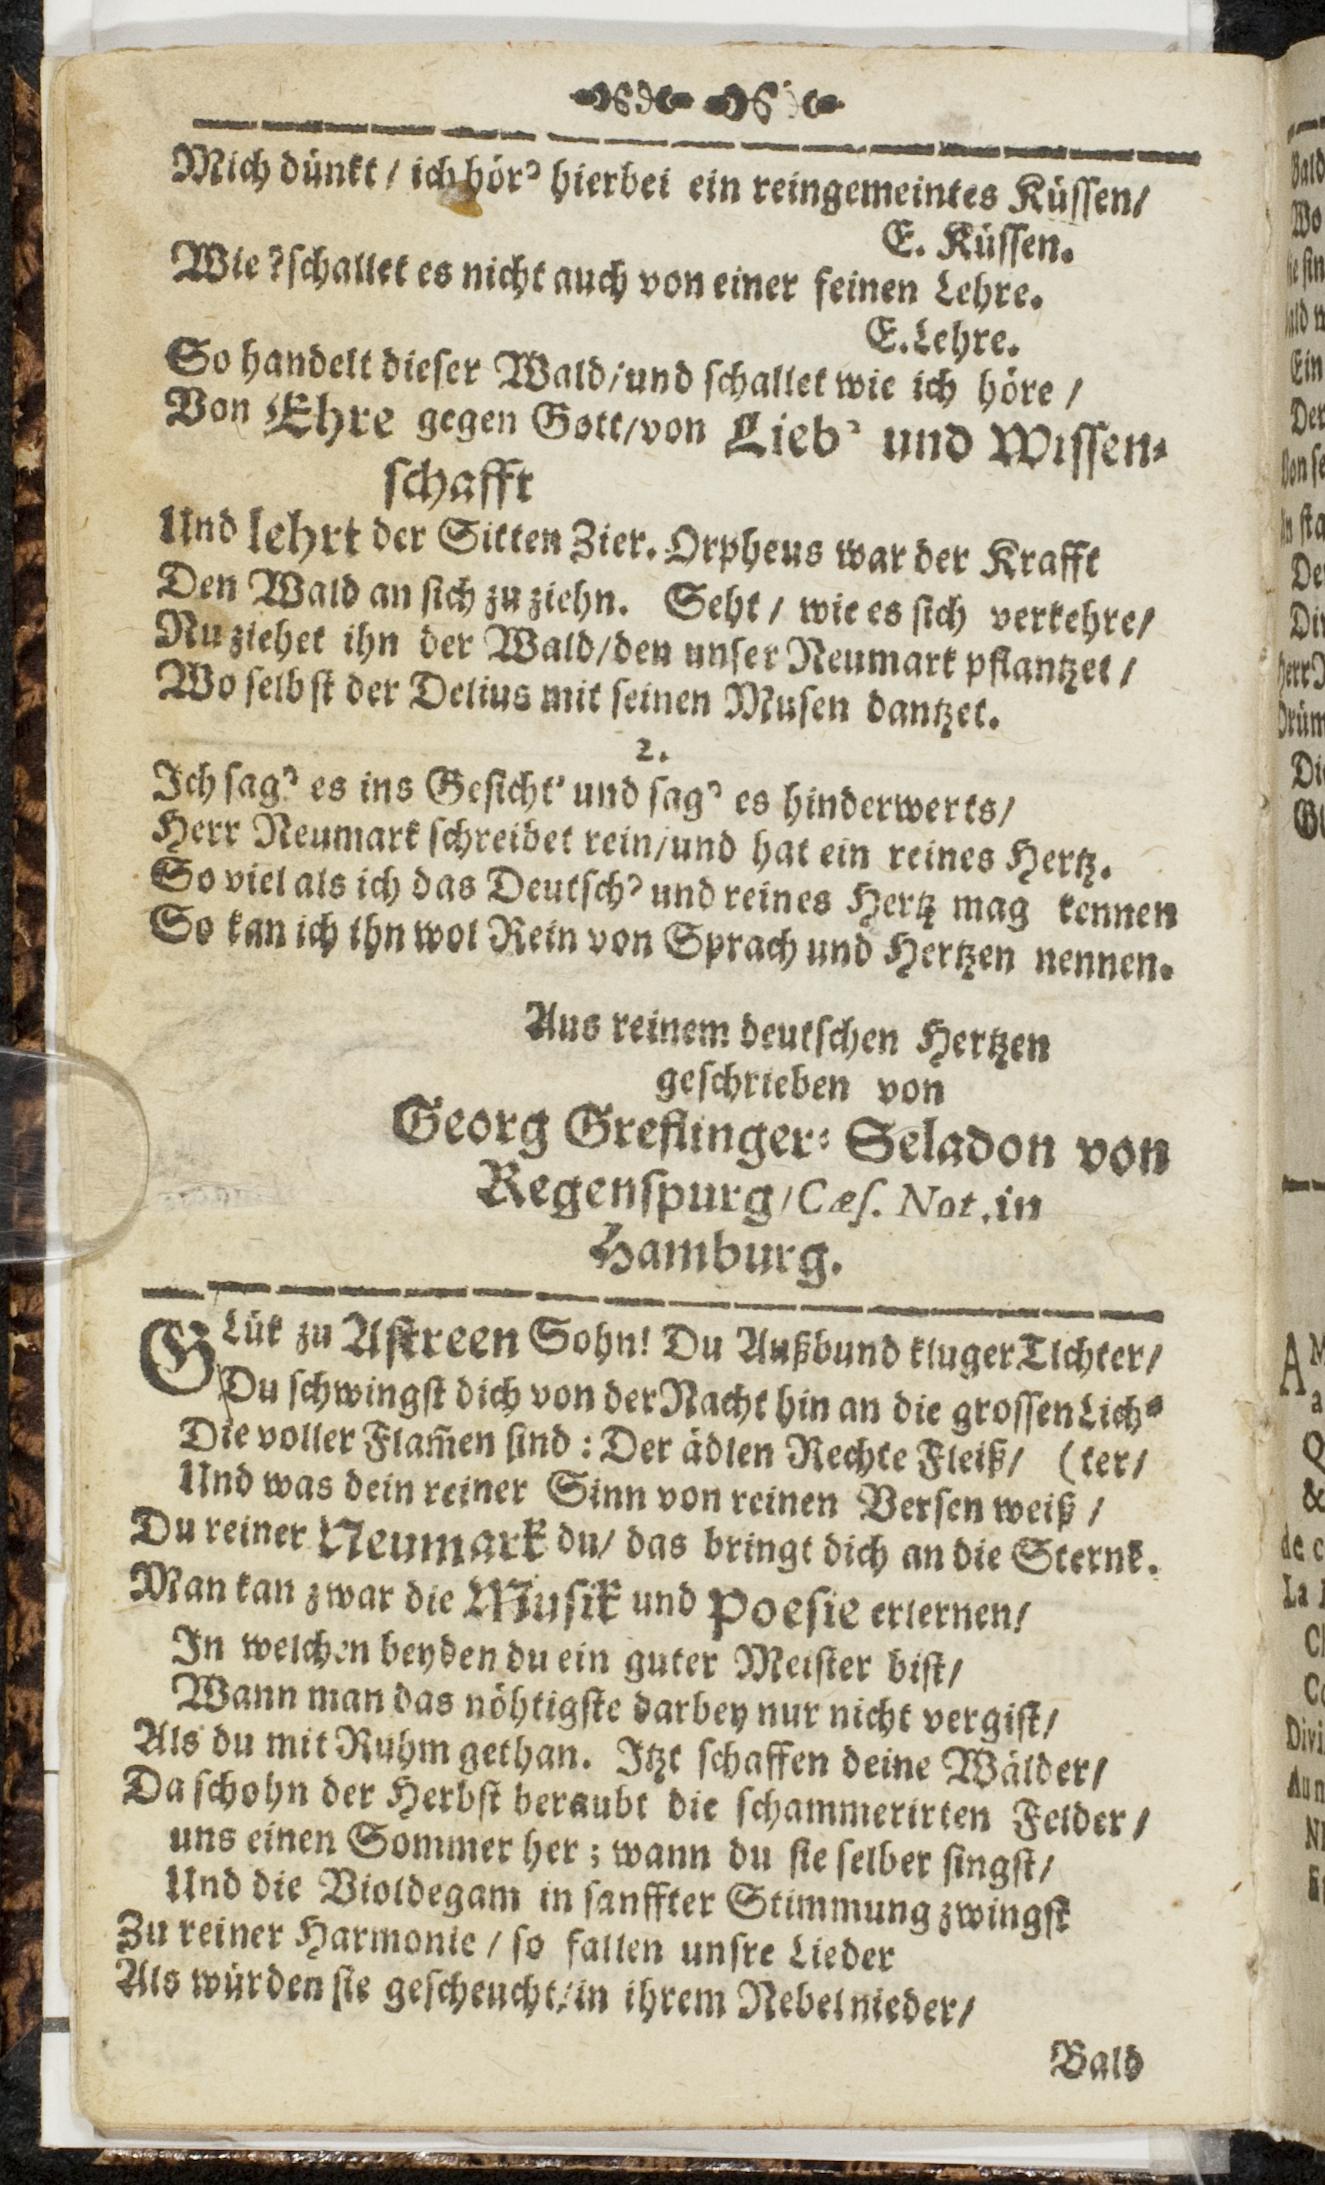 Mich dünkt / ich hör’ hierbei ein reingemeintes Küssen/
E. Küssen.
Wie? schallet es nicht auch von einer feinen Lehre.
E. Lehre.
So handelt dieser Wald/und schallet wie ich höre /
Von Ehre gegen Gott/von Lieb’ und Wissen-
schafft
Und lehrt der Sitten Zier. Orpheus war der Krafft
Den Wald an sich zu ziehn. Seht / wie es sich verkehre/
Nu ziehet ihn der Wald/den unser Neumark pflantzet /
Wo selbst der Delius mit seinen Musen dantzet.
2.
Ich sag’ es ins Gesicht’ und sag’ es hinderwerts/
Herr Neumark schreibet rein/und hat ein reines Hertz.
So viel als ich das Deutsch’ und reines Hertz mag kennen
So kan ich ihn wol Rein von Sprach und Hertzen nennen.
Aus reinem deutschen Hertzen
geschrieben von
Georg Greflinger: Seladon von
Regenspurg/Cæſ. Not. in
Hamburg.
GLük zu Astreen Sohn! Du Außbund kluger Tichter/
Du schwingst dich von der Nacht hin an die grossen Lich-
Die voller Flam̃en sind: Der ädlen Rechte Fleiß/ (ter/
Und was dein reiner Sinn von reinen Versen weiß /
Du reiner Neumark du/ das bringt dich an die Sterne.
Man kan zwar die Musik und Poesie erlernen/
In welchen beyden du ein guter Meister bist/
Wann man das nöhtigste darbey nur nicht vergist/
Als du mit Ruhm gethan. Itzt schaffen deine Wälder/
Da schohn der Herbst beraubt die schammerirten Felder /
uns einen Sommer her; wann du sie selber singst/
Und die Violdegam in sanffter Stimmung zwingst
Zu reiner Harmonie / so fallen unsre Lieder
Als würden sie gescheucht/in ihrem Nebel nieder/
Bald